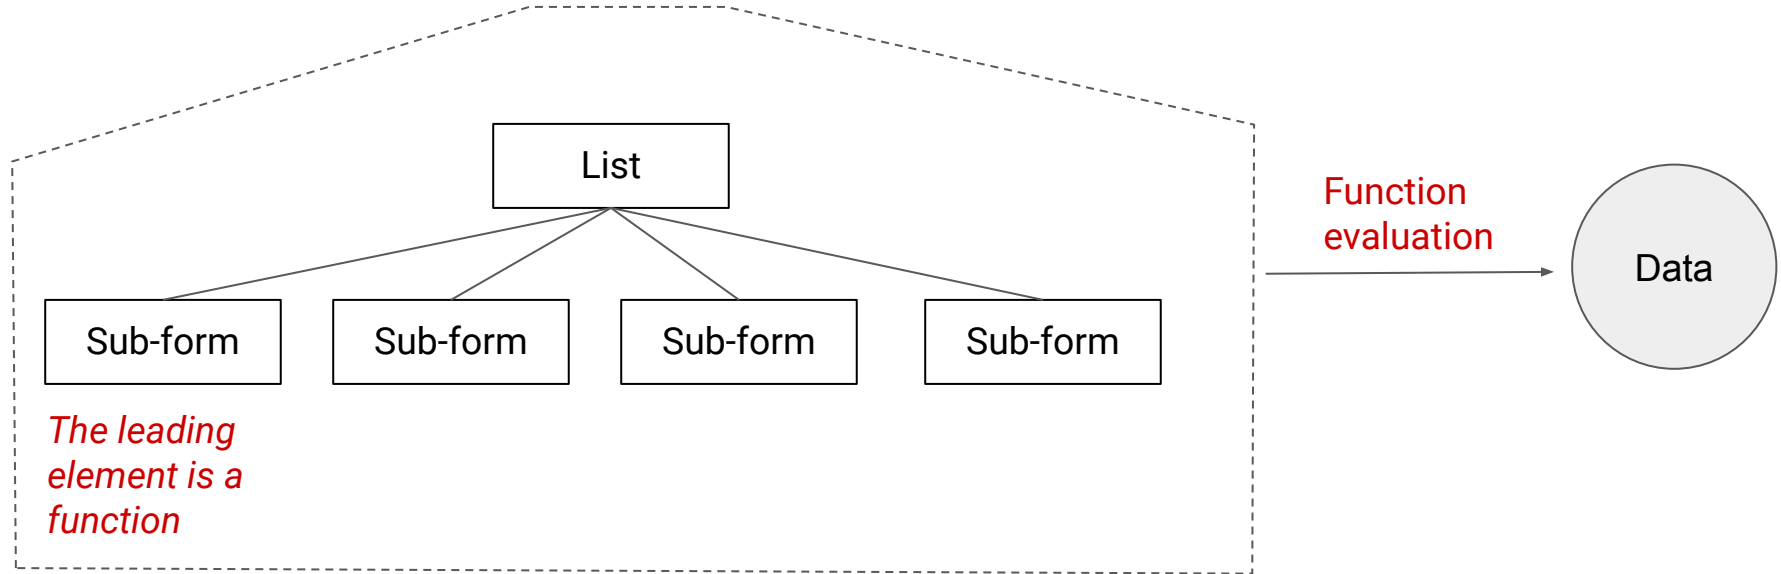 List
Function
evaluation
Data
Sub-form
Sub-form
Sub-form
Sub-form
The leading
element is a
function